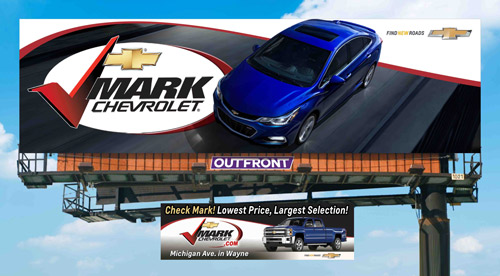 FIND NEW ROADS
MARK
CHEVROLET
OUTFRONT
1021
Check Mark! Lowest Price, Largest Selection!
MARK
CHEVROLET
.COM
Michigan Ave. in Wayne